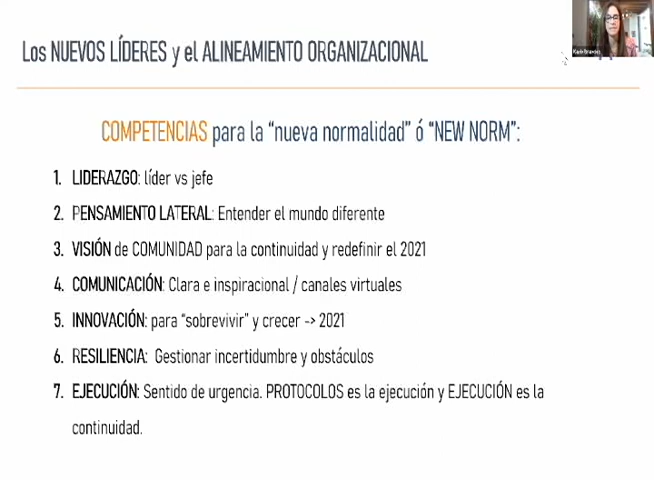 Los NUEVOS LÍDERES y el ALINEAMIENTO ORGANIZACIONAL
COMPETENCIAS para la "nueva normalidad" ó "NEW NORM":
1. LIDERAZGO: líder vs jefe
2. PENSAMIENTO LATERAL: Entender el mundo diferente
3. VISIÓN de COMUNIDAD para la continuidad y redefinir el 2021
4. COMUNICACIÓN: Clara e inspiracional / canales virtuales
5. INNOVACIÓN: para "sobrevivir" y crecer -> 2021
6. RESILIENCIA: Gestionar incertidumbre y obstáculos
7. EJECUCIÓN: Sentido de urgencia. PROTOCOLOS es la ejecución y EJECUCIÓN es la
continuidad.